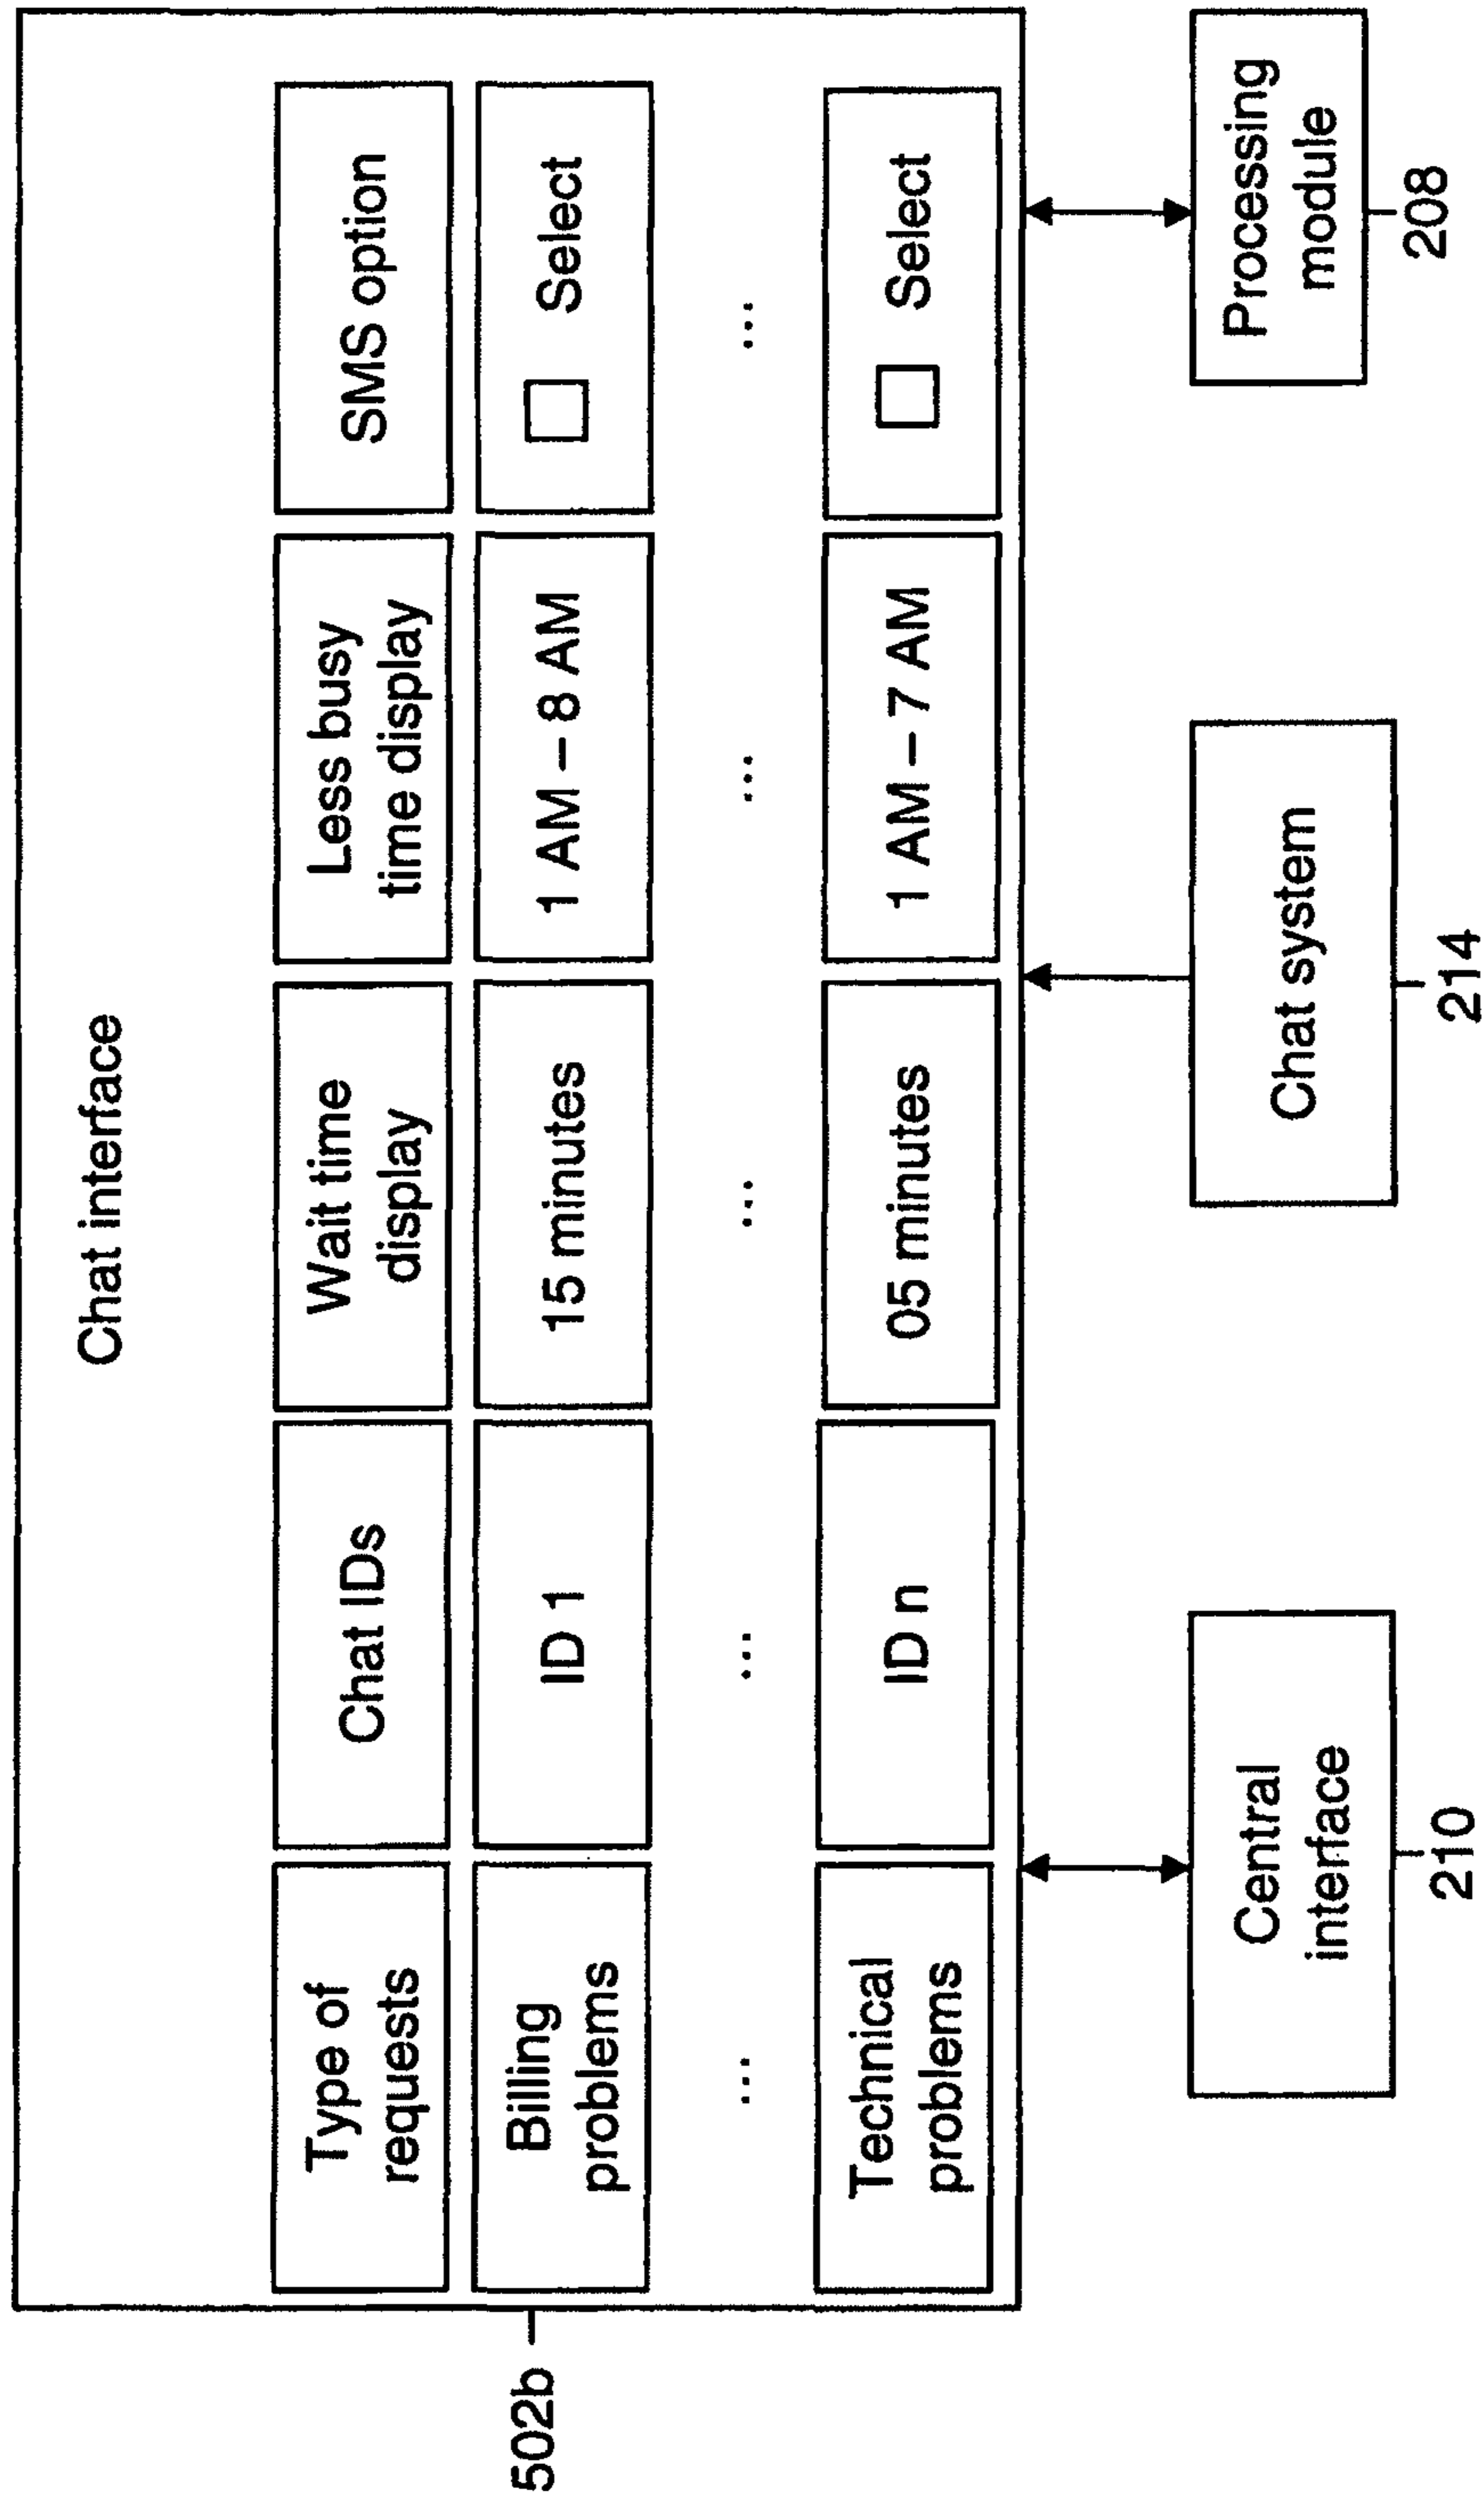 Chat interface
Type of
requests
Chat IDs
Wait time
display
Less busy
time display
SMS option
Billing
problems
ID 1
15 minutes
1 AM – 8 AM
Select
...
...
...
...
...
Technical
problems
ID n
05 minutes
1 AM – 7 AM
Select
502b
Central
interface
210
Chat system
214
Processing
module
208